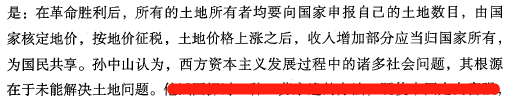 是：在革命胜利后，所有的土地所有者均要向国家申报自己的土地数目，由国
家核定地价，按地价征税，土地价格上涨之后，收入增加部分应当归国家所有，
为国民共享。孙中山认为，西方资本主义发展过程中的诸多社会问题，其根源
在于未能解决土地问题。